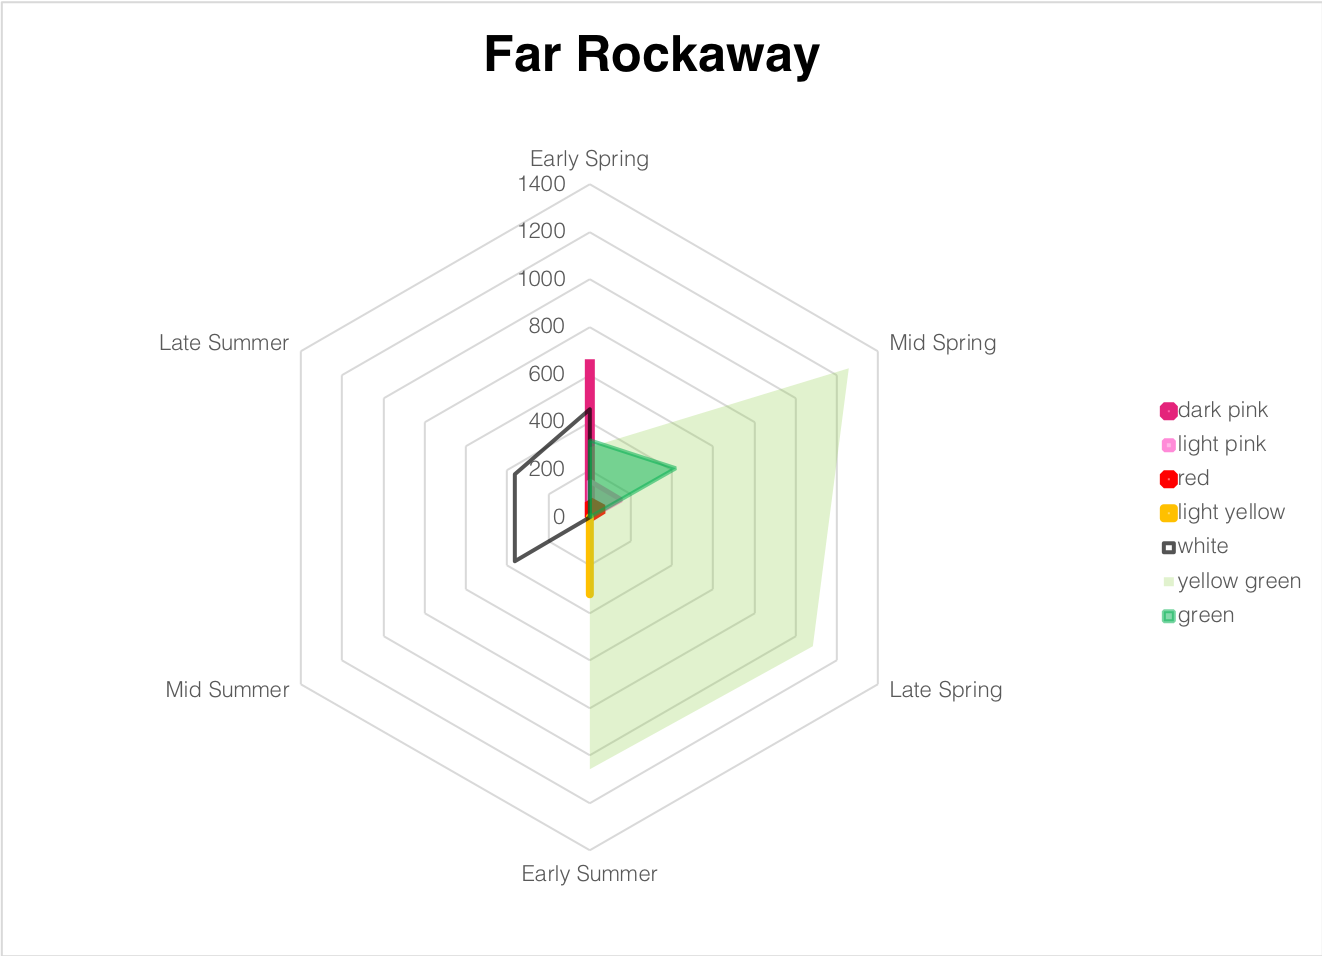 Far Rockaway
Early Spring
1400
1200
1000
800
600
400
200
0
Late Summer
Mid Spring
Mid Summer
Late Spring
Early Summer
dark pink
light pink
red
light yellow
white
yellow green
green